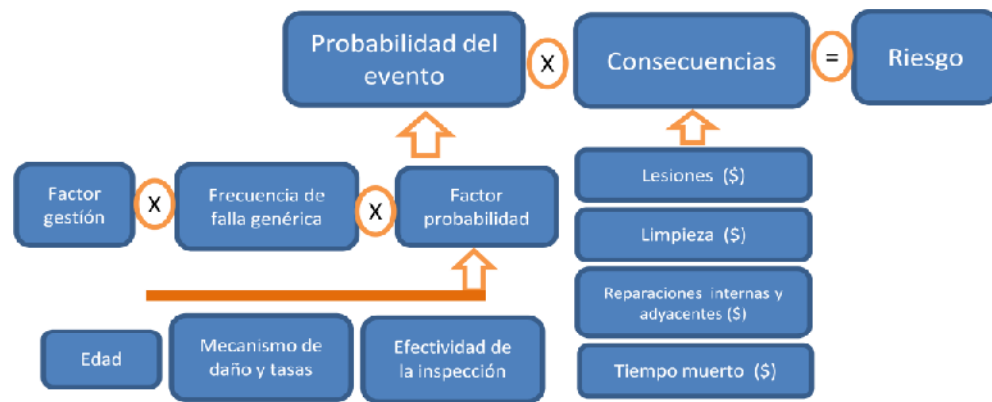 Probabilidad del
evento
X
Consecuencias
=
Riesgo
Factor
gestión
X
Frecuencia de
falla genérica
X
Factor
probabilidad
Lesiones ($)
Limpieza ($)
Reparaciones internas y
adyacentes ($)
Tiempo muerto ($)
Edad
Mecanismo de
daño y tasas
Efectividad de
la inspección